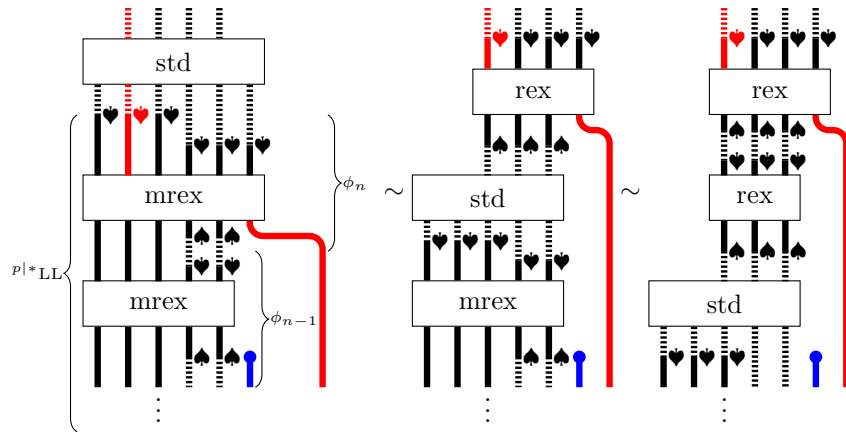 std
rex
rex
mrex
ϕₙ
∼
std
∼
rex
p|*LL
mrex
ϕₙ₋₁
mrex
std
⋮
⋮
⋮